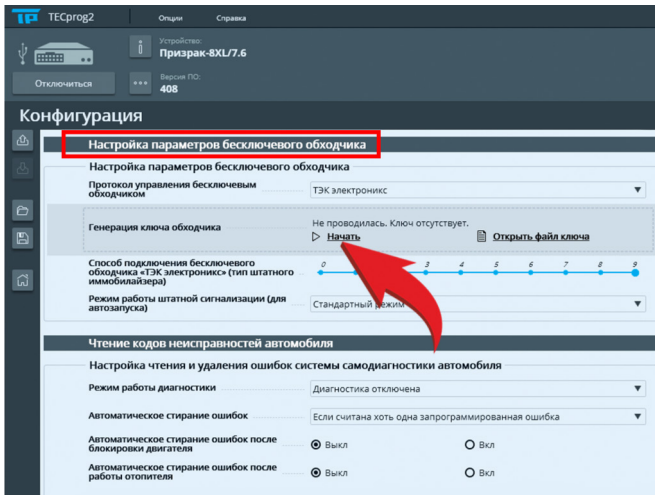 TECprog2 Опции Справка
Устройство:
Призрак-8XL/7.6
Отключиться
Версия ПО:
408
Конфигурация
Настройка параметров бесключевого обходчика
Настройка параметров бесключевого обходчика
Протокол управления бесключевым
обходчиком
ТЭК электроникс
Генерация ключа обходчика
Не проводилась. Ключ отсутствует.
Начать Открыть файл ключа
Способ подключения бесключевого
обходчика «ТЭК электроникс» (тип штатного
иммобилайзера)
0 3 4 5 6 7 8 9
Режим работы штатной сигнализации (для
автозапуска)
Стандартный режим
Чтение кодов неисправностей автомобиля
Настройка чтения и удаления ошибок системы самодиагностики автомобиля
Режим работы диагностики
Диагностика отключена
Автоматическое стирание ошибок
Если считана хоть одна запрограммированная ошибка
Автоматическое стирание ошибок после
блокировки двигателя
Выкл Вкл
Автоматическое стирание ошибок после
работы отопителя
Выкл Вкл